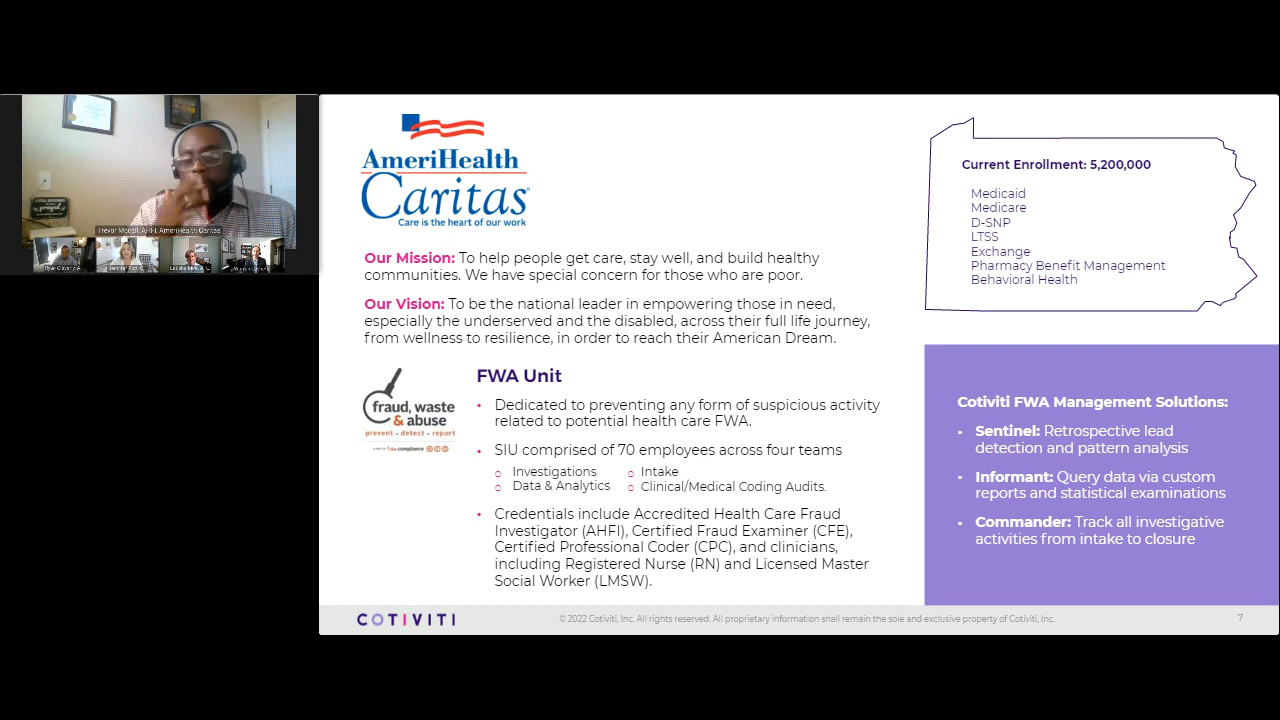 Trevor Mccall, AHFI, AmeriHealth Caritas
AmeriHealth
Caritas
Care is the heart of our work
Our Mission: To help people get care, stay well, and build healthy
communities. We have special concern for those who are poor.
Our Vision: To be the national leader in empowering those in need,
especially the underserved and the disabled, across their full life journey,
from wellness to resilience, in order to reach their American Dream.
fraud, waste
& abuse
prevent • detect • report
FWA Unit
• Dedicated to preventing any form of suspicious activity
related to potential health care FWA.
• SIU comprised of 70 employees across four teams
○ Investigations ○ Intake
○ Data & Analytics ○ Clinical/Medical Coding Audits.
• Credentials include Accredited Health Care Fraud
Investigator (AHFI), Certified Fraud Examiner (CFE),
Certified Professional Coder (CPC), and clinicians,
including Registered Nurse (RN) and Licensed Master
Social Worker (LMSW).
Current Enrollment: 5,200,000
Medicaid
Medicare
D-SNP
LTSS
Exchange
Pharmacy Benefit Management
Behavioral Health
Cotiviti FWA Management Solutions:
• Sentinel: Retrospective lead
detection and pattern analysis
• Informant: Query data via custom
reports and statistical examinations
• Commander: Track all investigative
activities from intake to closure
COTIVITI
© 2022 Cotiviti, Inc. All rights reserved. All proprietary information shall remain the sole and exclusive property of Cotiviti, Inc.
7